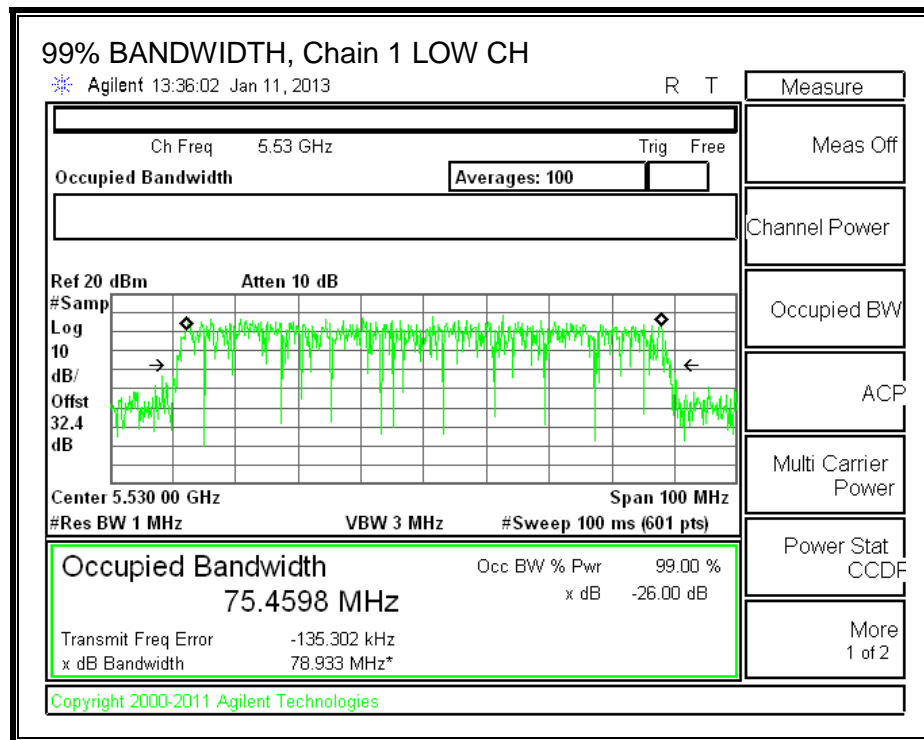 99% BANDWIDTH, Chain 1 LOW CH
Agilent 13:36:02 Jan 11, 2013 R T
Measure
Ch Freq 5.53 GHz Trig Free
Occupied Bandwidth Averages: 100
Meas Off
Channel Power
Occupied BW
ACP
Multi Carrier
Power
Power Stat
CCDF
More
1 of 2
Ref 20 dBm Atten 10 dB
#Samp
Log
10
dB/
Offst
32.4
dB
Center 5.530 00 GHz Span 100 MHz
#Res BW 1 MHz VBW 3 MHz #Sweep 100 ms (601 pts)
Occupied Bandwidth Occ BW % Pwr 99.00 %
75.4598 MHz x dB -26.00 dB
Transmit Freq Error -135.302 kHz
x dB Bandwidth 78.933 MHz*
Copyright 2000-2011 Agilent Technologies